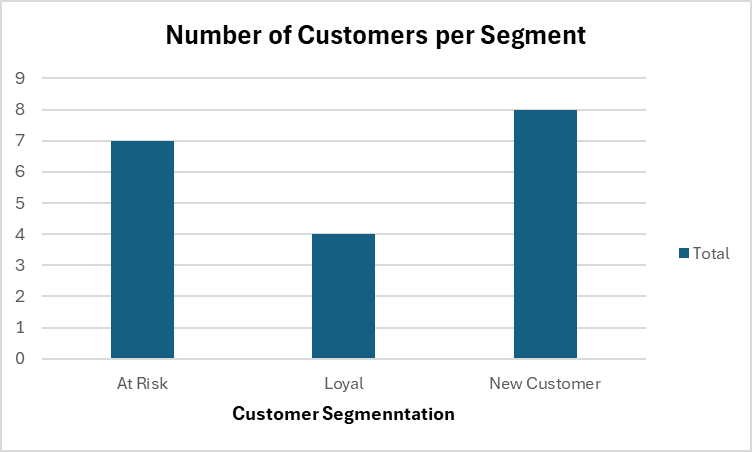 Number of Customers per Segment
9
8
7
6
5
4
3
2
1
0
At Risk
Loyal
New Customer
Customer Segmenntation
Total